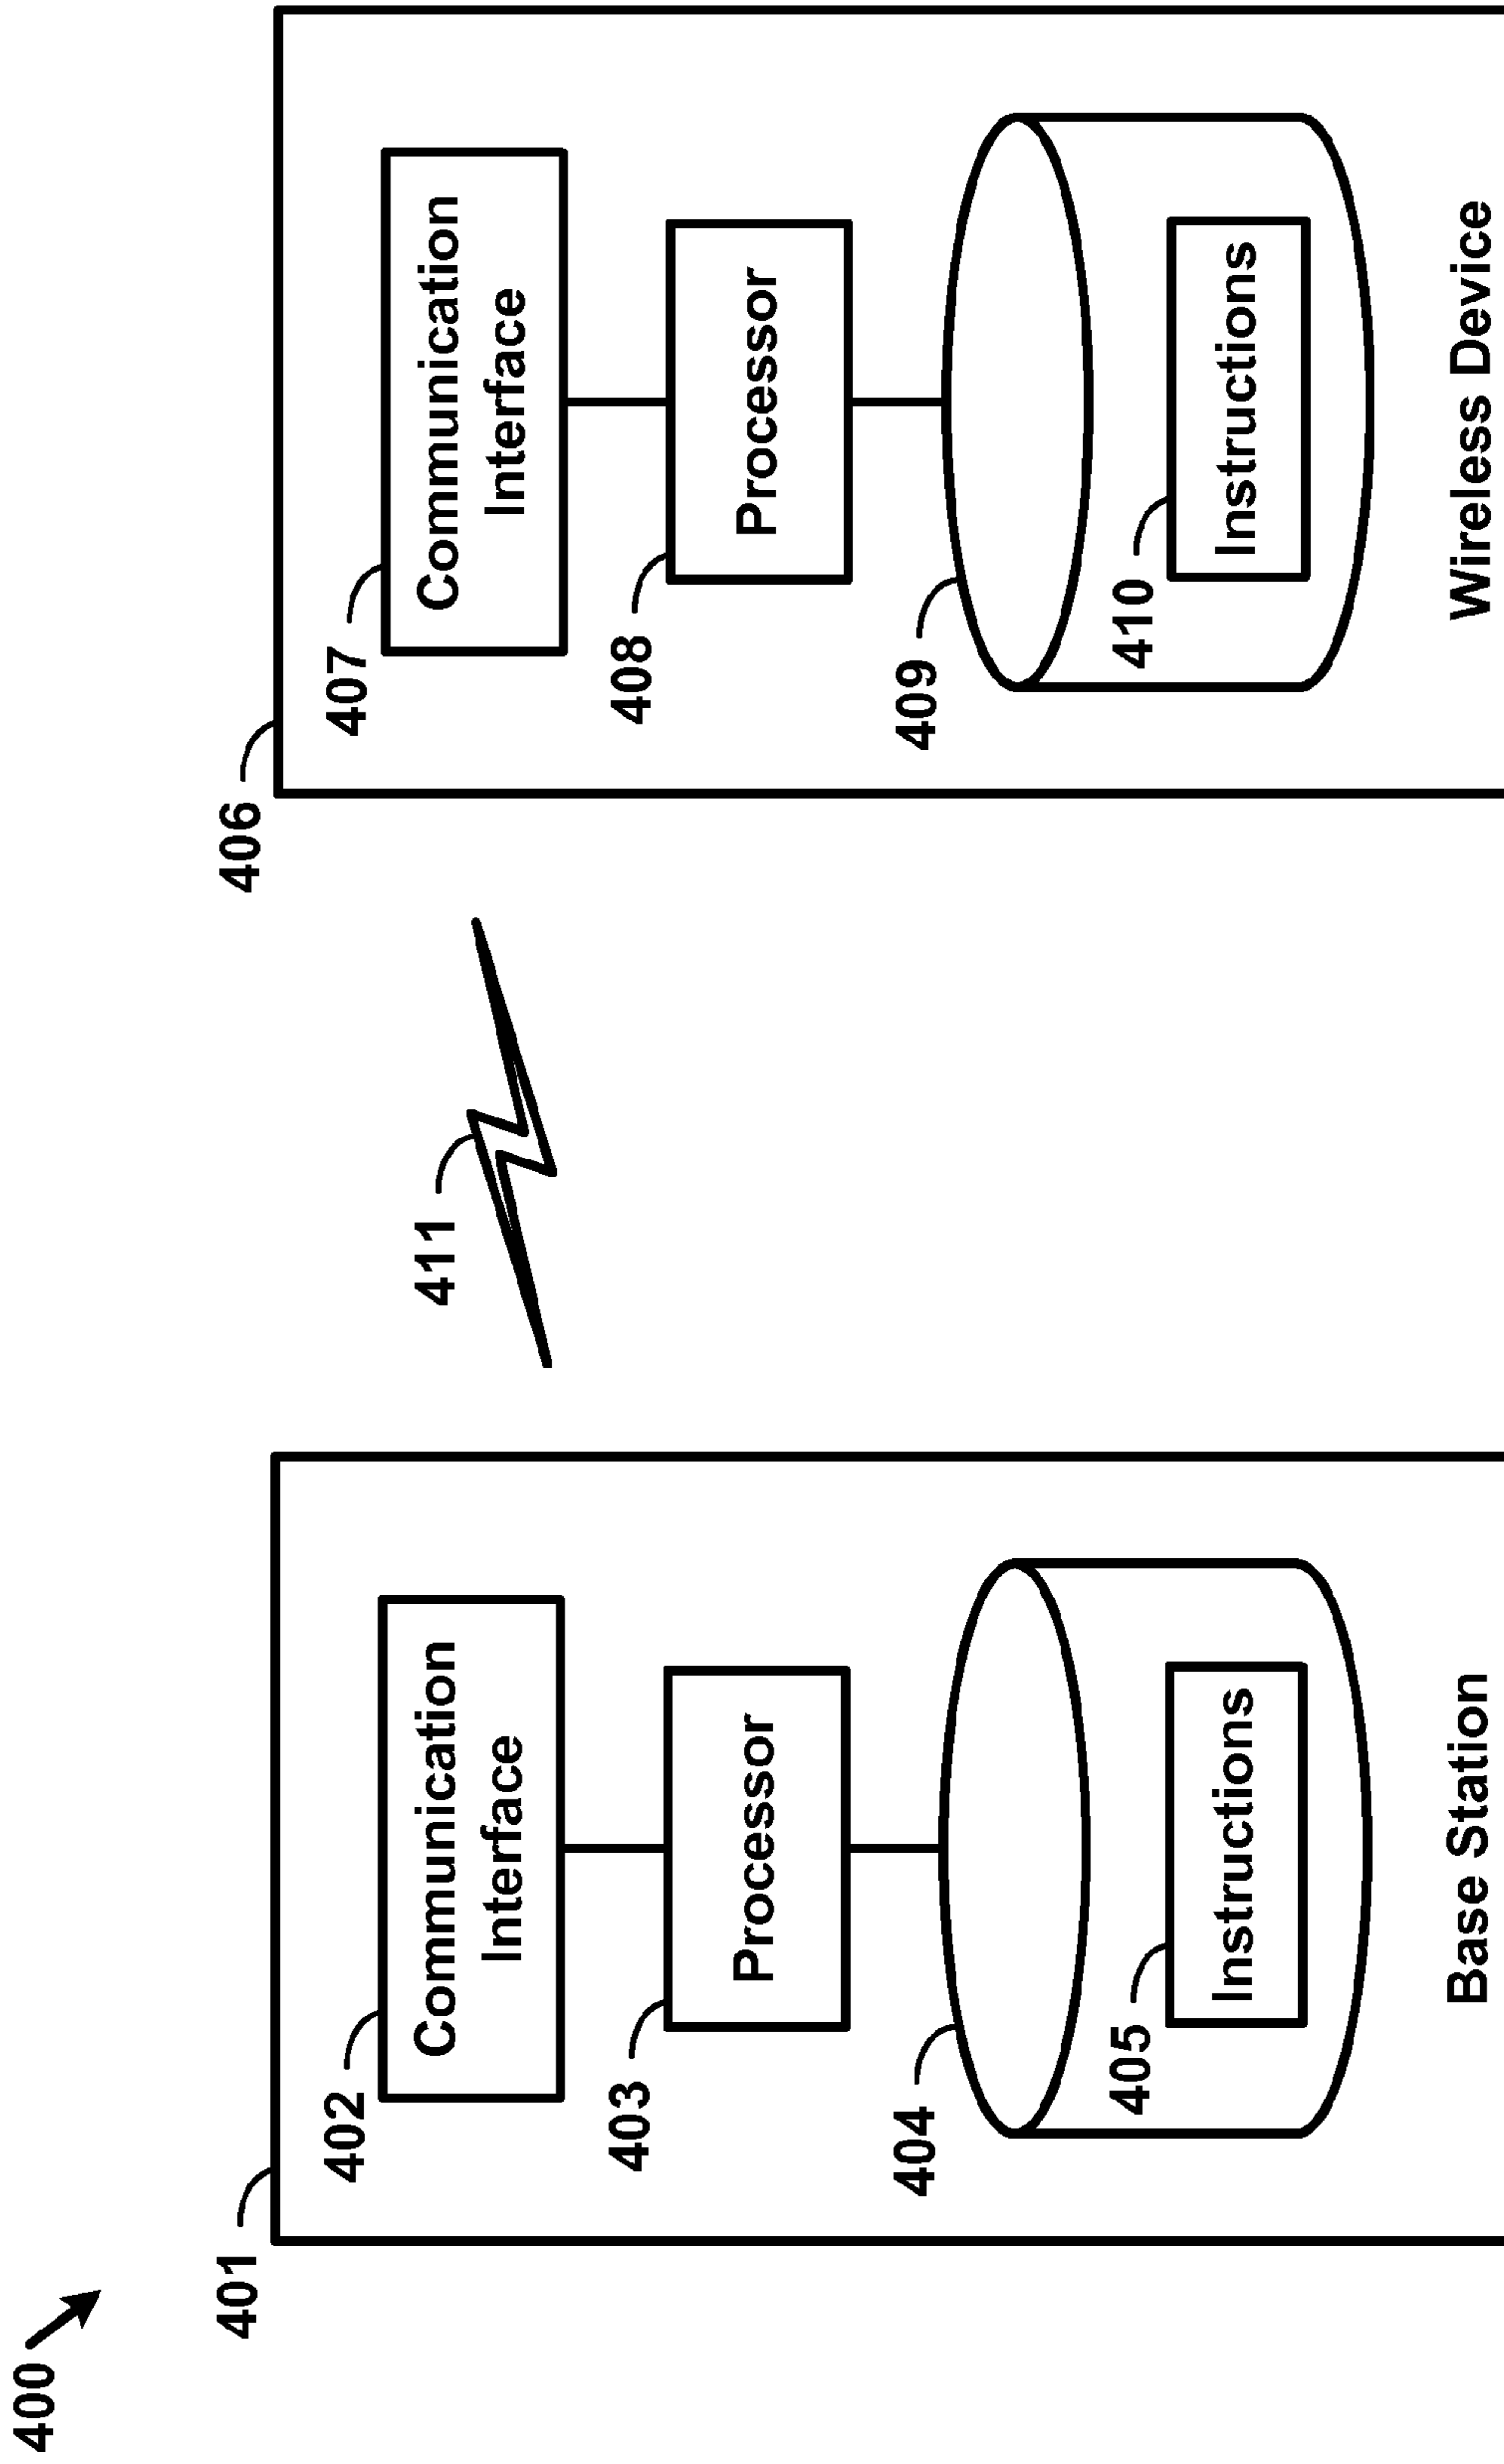 400
401
402
Communication
Interface
403
Processor
404
405
Instructions
Base Station
411
406
407
Communication
Interface
408
Processor
409
410
Instructions
Wireless Device